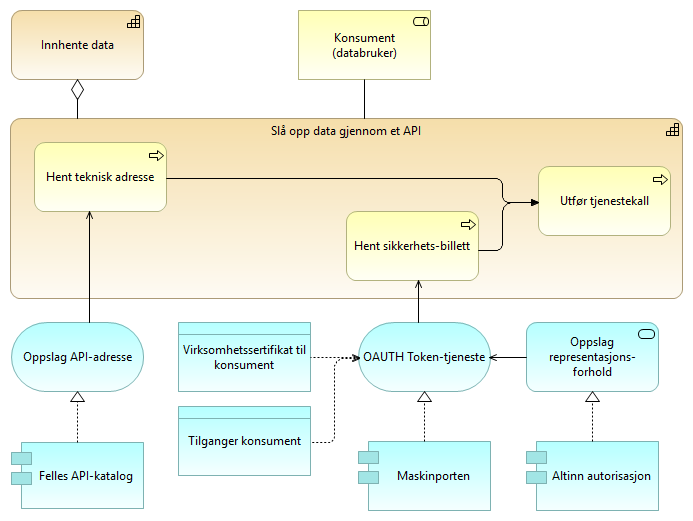 Innhente data
Konsument
(databruker)
Slå opp data gjennom et API
Hent teknisk adresse
Utfør tjenestekall
Hent sikkerhets-billett
Oppslag API-adresse
Virksomhetssertifikat til
konsument
OAUTH Token-tjeneste
Oppslag
representasjons-
forhold
Tilganger konsument
Felles API-katalog
Maskinporten
Altinn autorisasjon